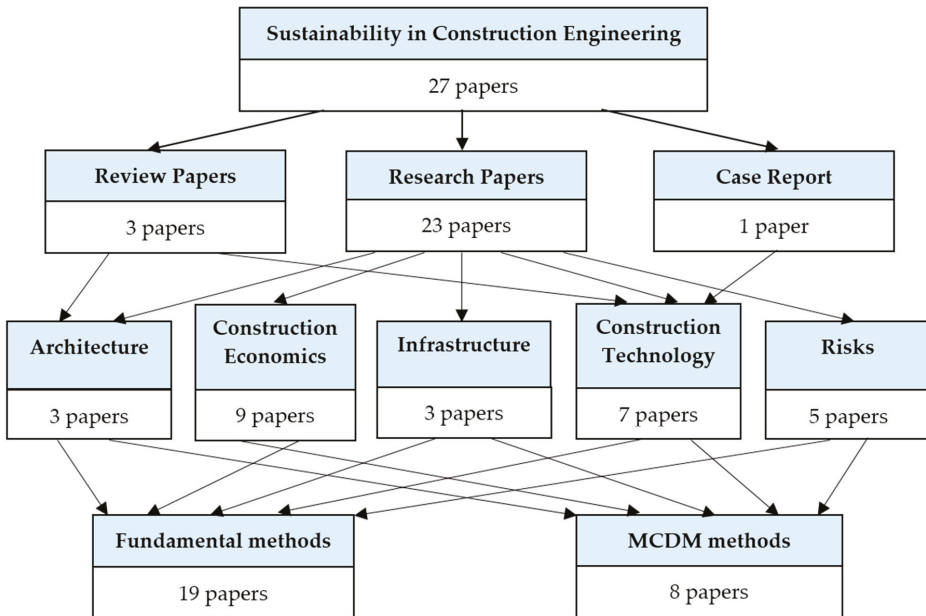 Sustainability in Construction Engineering
27 papers
Review Papers
3 papers
Research Papers
23 papers
Case Report
1 paper
Architecture
3 papers
Construction
Economics
9 papers
Infrastructure
3 papers
Construction
Technology
7 papers
Risks
5 papers
Fundamental methods
19 papers
MCDM methods
8 papers